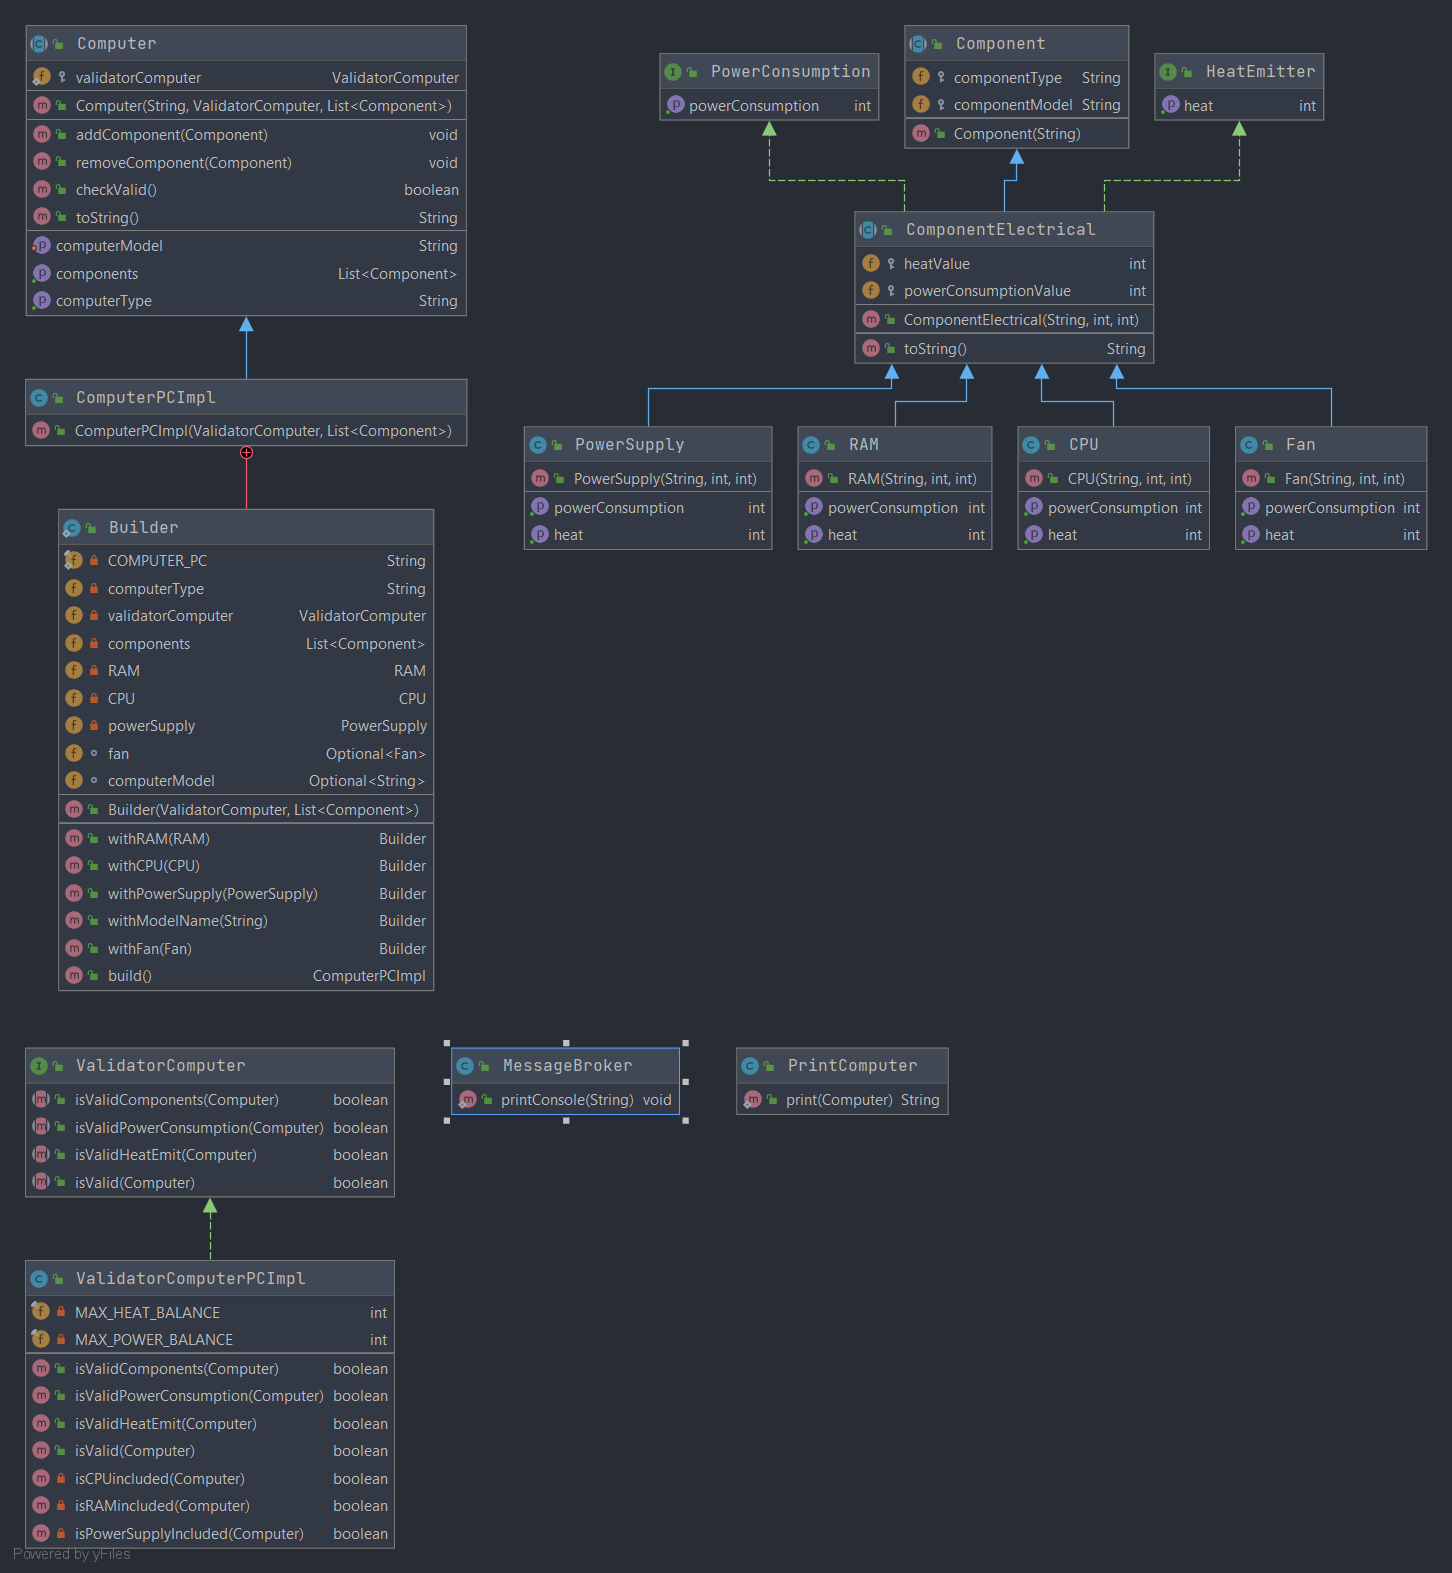 Computer
validatorComputer ValidatorComputer
Computer(String, ValidatorComputer, List<Component>)
addComponent(Component) void
removeComponent(Component) void
checkValid() boolean
toString() String
computerModel String
components List<Component>
computerType String
ComputerPCImpl
ComputerPCImpl(ValidatorComputer, List<Component>)
Builder
COMPUTER_PC String
computerType String
validatorComputer ValidatorComputer
components List<Component>
RAM RAM
CPU CPU
powerSupply PowerSupply
fan Optional<Fan>
computerModel Optional<String>
Builder(ValidatorComputer, List<Component>)
withRAM(RAM) Builder
withCPU(CPU) Builder
withPowerSupply(PowerSupply) Builder
withModelName(String) Builder
withFan(Fan) Builder
build() ComputerPCImpl
PowerConsumption
powerConsumption int
Component
componentType String
componentModel String
Component(String)
HeatEmitter
heat int
ComponentElectrical
heatValue int
powerConsumptionValue int
ComponentElectrical(String, int, int)
toString() String
PowerSupply
PowerSupply(String, int, int)
powerConsumption int
heat int
RAM
RAM(String, int, int)
powerConsumption int
heat int
CPU
CPU(String, int, int)
powerConsumption int
heat int
Fan
Fan(String, int, int)
powerConsumption int
heat int
ValidatorComputer
isValidComponents(Computer) boolean
isValidPowerConsumption(Computer) boolean
isValidHeatEmit(Computer) boolean
isValid(Computer) boolean
MessageBroker
printConsole(String) void
PrintComputer
print(Computer) String
ValidatorComputerPCImpl
MAX_HEAT_BALANCE int
MAX_POWER_BALANCE int
isValidComponents(Computer) boolean
isValidPowerConsumption(Computer) boolean
isValidHeatEmit(Computer) boolean
isValid(Computer) boolean
isCPUincluded(Computer) boolean
isRAMincluded(Computer) boolean
isPowerSupplyIncluded(Computer) boolean
Powered by yFiles